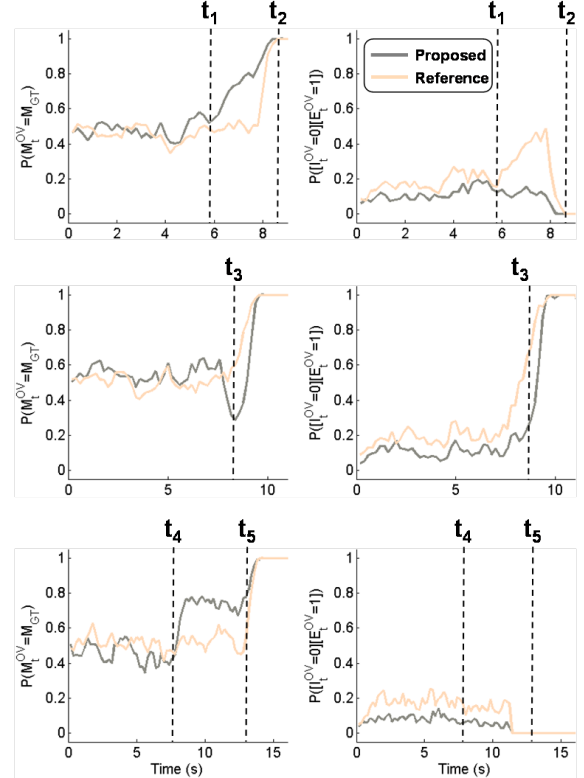 t₁ t₂ t₁ t₂
P(M_t^OV=M_GT)
1
0.8
0.6
0.4
0.2
0
0 2 4 6 8
P([I_t^OV=0][E_t^OV=1])
1
0.8
0.6
0.4
0.2
0
0 2 4 6 8
Proposed
Reference
t₃ t₃
P(M_t^OV=M_GT)
1
0.8
0.6
0.4
0.2
0
0 5 10
P([I_t^OV=0][E_t^OV=1])
1
0.8
0.6
0.4
0.2
0
0 5 10
t₄ t₅ t₄ t₅
P(M_t^OV=M_GT)
1
0.8
0.6
0.4
0.2
0
0 5 10 15
Time (s)
P([I_t^OV=0][E_t^OV=1])
1
0.8
0.6
0.4
0.2
0
0 5 10 15
Time (s)